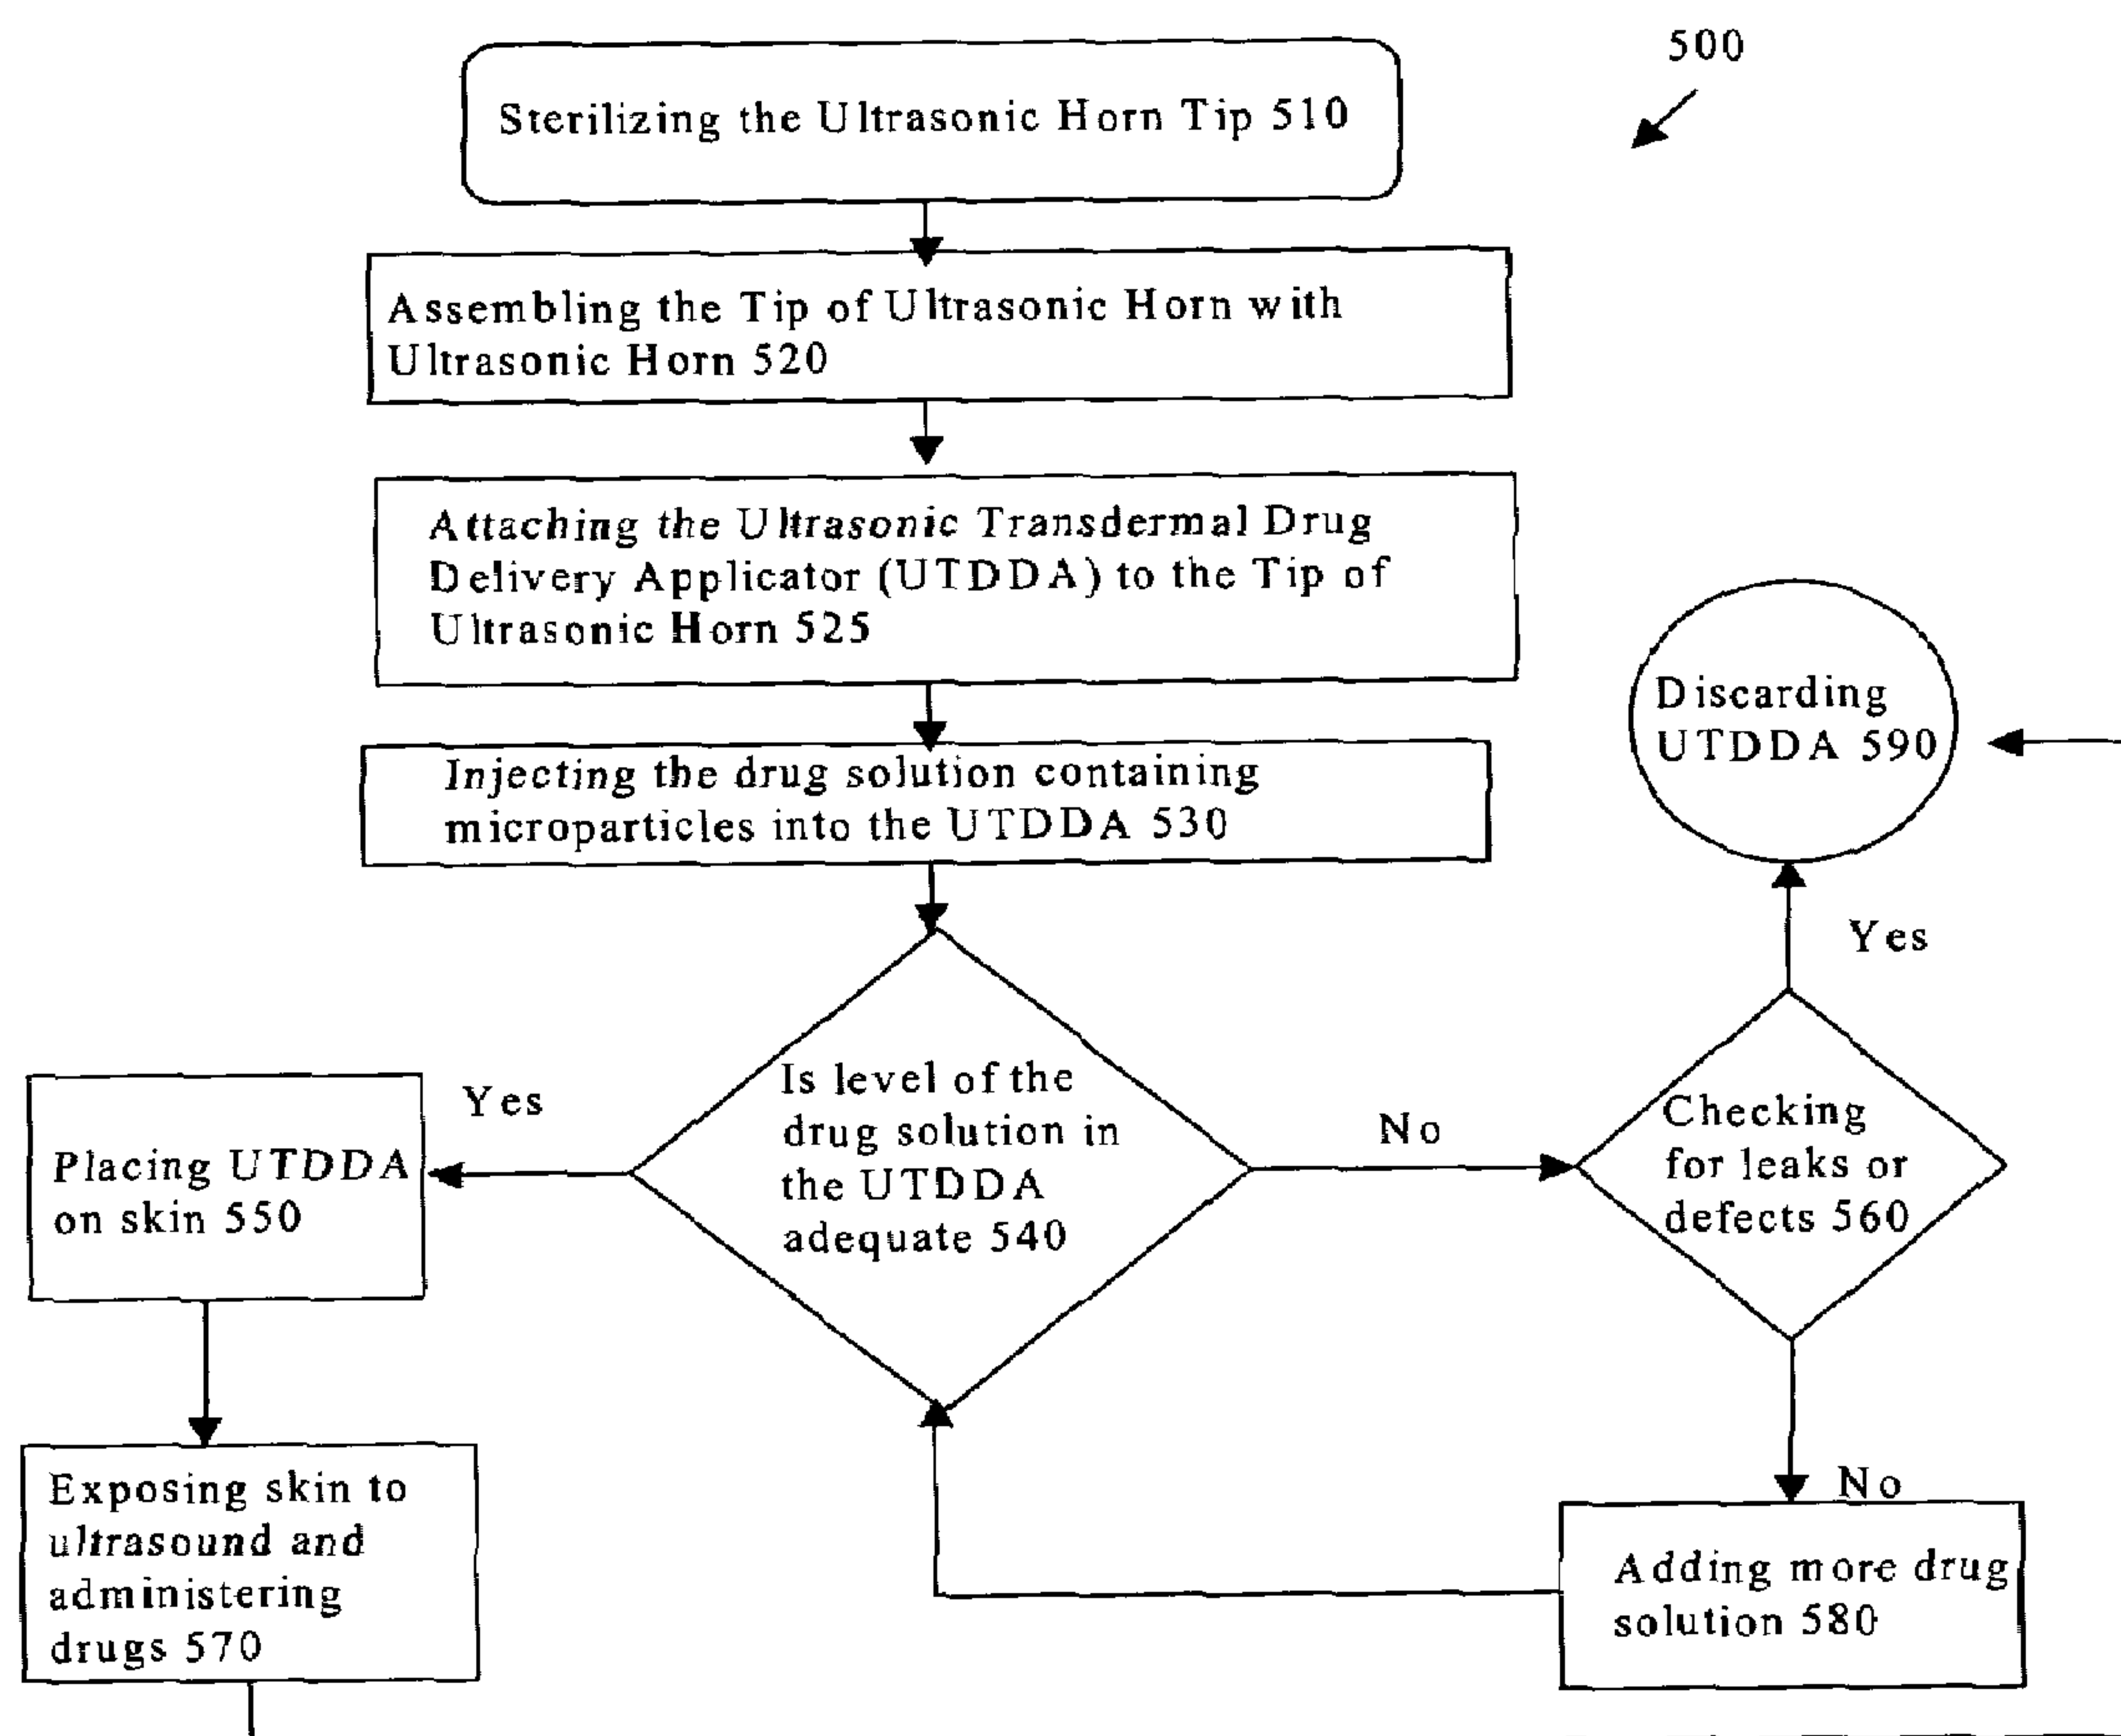 500
Sterilizing the Ultrasonic Horn Tip 510
Assembling the Tip of Ultrasonic Horn with
Ultrasonic Horn 520
Attaching the Ultrasonic Transdermal Drug
Delivery Applicator (UTDDA) to the Tip of
Ultrasonic Horn 525
Injecting the drug solution containing
microparticles into the UTDDA 530
Discarding
UTDDA 590
Yes
Is level of the
drug solution in
the UTDDA
adequate 540
Yes
No
Placing UTDDA
on skin 550
Checking
for leaks or
defects 560
No
Exposing skin to
ultrasound and
administering
drugs 570
Adding more drug
solution 580